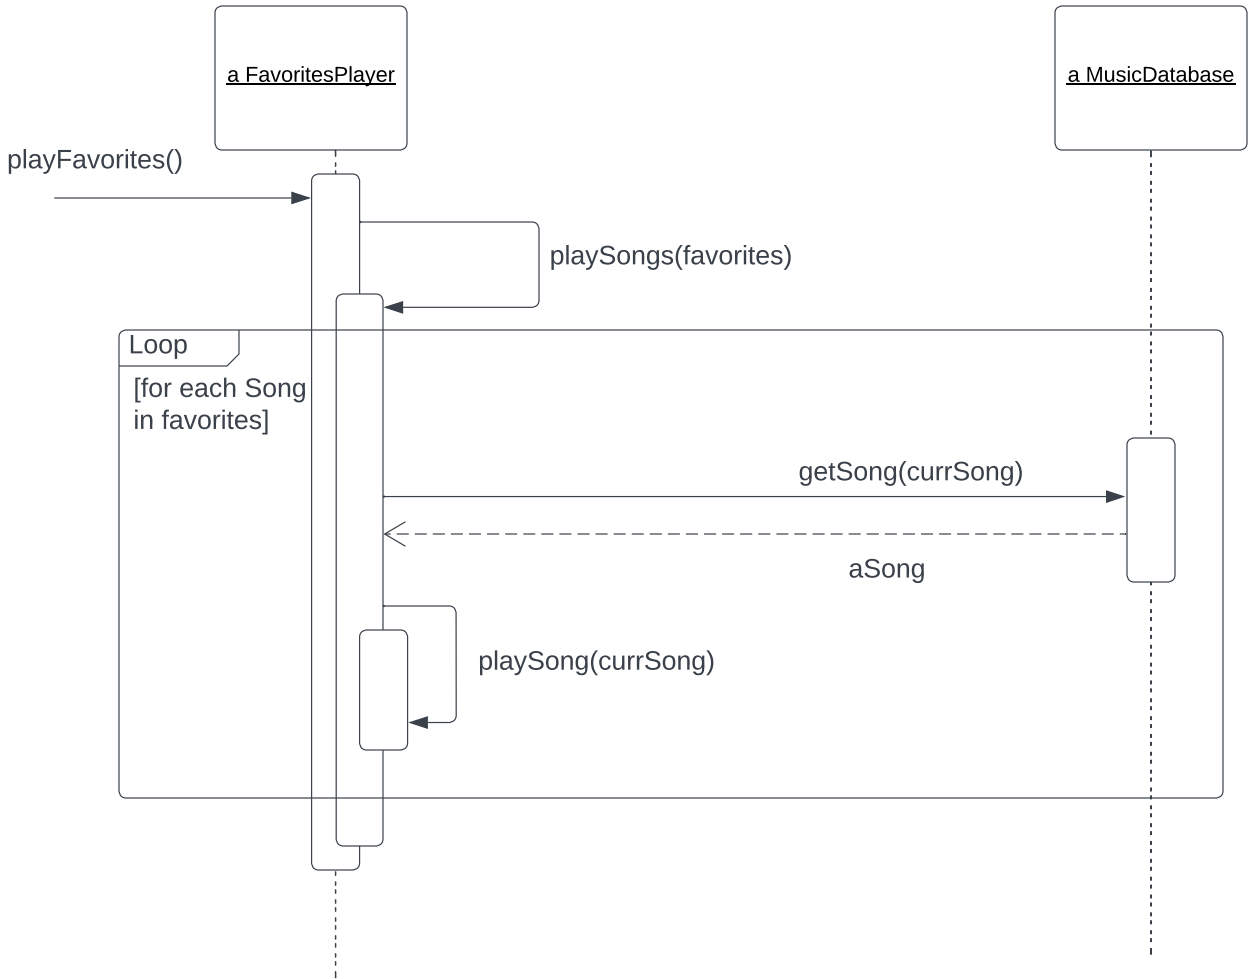 a FavoritesPlayer
a MusicDatabase
playFavorites()
playSongs(favorites)
Loop
[for each Song
in favorites]
getSong(currSong)
aSong
playSong(currSong)